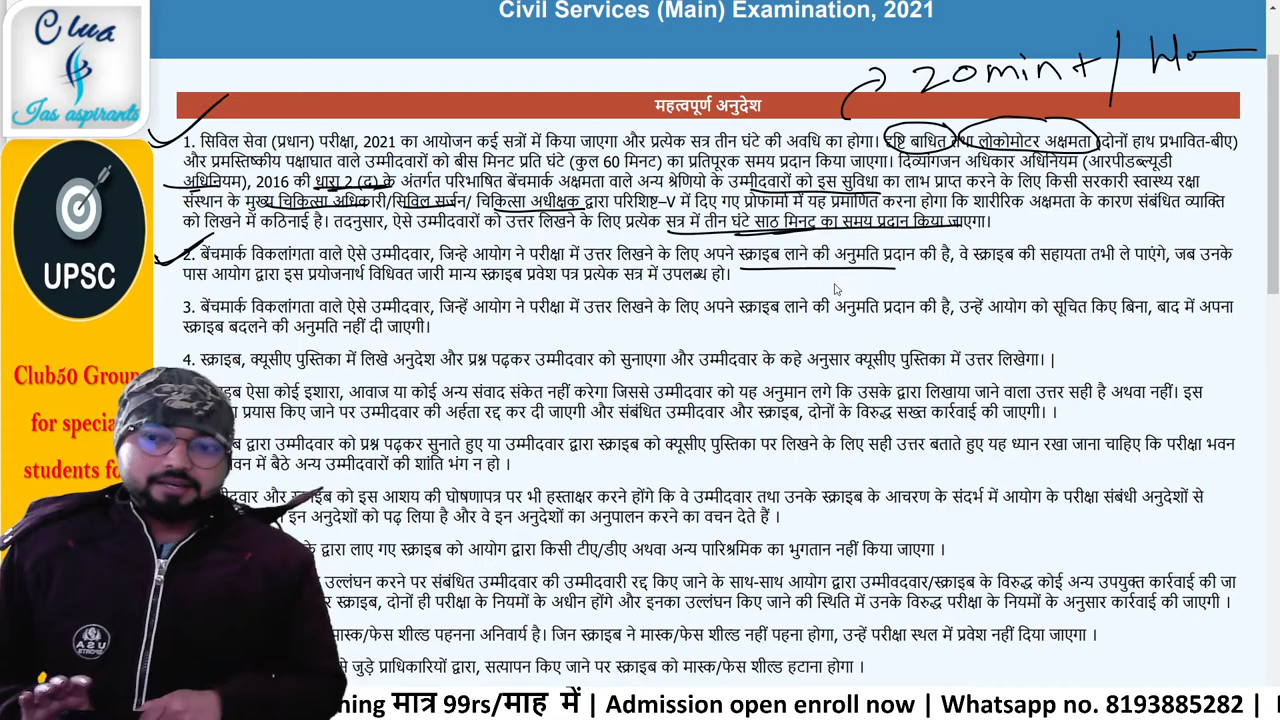 Civil Services (Main) Examination, 2021
Club
Ias aspirants
20 min +/ Ho
महत्वपूर्ण अनुदेश
1. सिविल सेवा (प्रधान) परीक्षा, 2021 का आयोजन कई सत्रों में किया जाएगा और प्रत्येक सत्र तीन घंटे की अवधि का होगा। बाधित तथा लोकोमोटर अक्षमता (दोनों हाथ प्रभावित-बीए)
और प्रमस्तिष्कीय पक्षाघात वाले उम्मीदवारों को बीस मिनट प्रति घंटे (कुल 60 मिनट) का प्रतिपूरक समय प्रदान किया जाएगा। दिव्यांगजन अधिकार अधिनियम (आरपीडब्ल्यूडी
अधिनियम), 2016 की धारा 2 (द) के अंतर्गत परिभाषित बेंचमार्क अक्षमता वाले अन्य श्रेणियो के उम्मीदवारों को इस सुविधा का लाभ प्राप्त करने के लिए किसी सरकारी स्वास्थ्य रक्षा
संस्थान के मुख्य चिकित्सा अधिकारी/सिविल सर्जन/ चिकित्सा अधीक्षक द्वारा परिशिष्ट–V में दिए गए प्रोफार्मा में यह प्रमाणित करना होगा कि शारीरिक अक्षमता के कारण संबंधित व्यक्ति
को लिखने में कठिनाई है। तदनुसार, ऐसे उम्मीदवारों को उत्तर लिखने के लिए प्रत्येक सत्र में तीन घंटे साठ मिनट का समय प्रदान किया जाएगा।
2. बेंचमार्क विकलांगता वाले ऐसे उम्मीदवार, जिन्हे आयोग ने परीक्षा में उत्तर लिखने के लिए अपने स्क्राइब लाने की अनुमति प्रदान की है, वे स्क्राइब की सहायता तभी ले पाएंगे, जब उनके
पास आयोग द्वारा इस प्रयोजनार्थ विधिवत जारी मान्य स्क्राइब प्रवेश पत्र प्रत्येक सत्र में उपलब्ध हो।
3. बेंचमार्क विकलांगता वाले ऐसे उम्मीदवार, जिन्हें आयोग ने परीक्षा में उत्तर लिखने के लिए अपने स्क्राइब लाने की अनुमति प्रदान की है, उन्हें आयोग को सूचित किए बिना, बाद में अपना
स्क्राइब बदलने की अनुमति नहीं दी जाएगी।
4. स्क्राइब, क्यूसीए पुस्तिका में लिखे अनुदेश और प्रश्न पढ़कर उम्मीदवार को सुनाएगा और उम्मीदवार के कहे अनुसार क्यूसीए पुस्तिका में उत्तर लिखेगा। |
ऐसा कोई इशारा, आवाज या कोई अन्य संवाद संकेत नहीं करेगा जिससे उम्मीदवार को यह अनुमान लगे कि उसके द्वारा लिखाया जाने वाला उत्तर सही है अथवा नहीं। इस
प्रयास किए जाने पर उम्मीदवार की अर्हता रद्द कर दी जाएगी और संबंधित उम्मीदवार और स्क्राइब, दोनों के विरुद्ध सख्त कार्रवाई की जाएगी। ।
द्वारा उम्मीदवार को प्रश्न पढ़कर सुनाते हुए या उम्मीदवार द्वारा स्क्राइब को क्यूसीए पुस्तिका पर लिखने के लिए सही उत्तर बताते हुए यह ध्यान रखा जाना चाहिए कि परीक्षा भवन
में बैठे अन्य उम्मीदवारों की शांति भंग न हो ।
और स्क्राइब को इस आशय की घोषणापत्र पर भी हस्ताक्षर करने होंगे कि वे उम्मीदवार तथा उनके स्क्राइब के आचरण के संदर्भ में आयोग के परीक्षा संबंधी अनुदेशों से
इन अनुदेशों को पढ़ लिया है और वे इन अनुदेशों का अनुपालन करने का वचन देते हैं ।
के द्वारा लाए गए स्क्राइब को आयोग द्वारा किसी टीए/डीए अथवा अन्य पारिश्रमिक का भुगतान नहीं किया जाएगा ।
उल्लंघन करने पर संबंधित उम्मीदवार की उम्मीदवारी रद्द किए जाने के साथ-साथ आयोग द्वारा उम्मीवदवार/स्क्राइब के विरुद्ध कोई अन्य उपयुक्त कार्रवाई की जा
स्क्राइब, दोनों ही परीक्षा के नियमों के अधीन होंगे और इनका उल्लंघन किए जाने की स्थिति में उनके विरुद्ध परीक्षा के नियमों के अनुसार कार्रवाई की जाएगी ।
मास्क/फेस शील्ड पहनना अनिवार्य है। जिन स्क्राइब ने मास्क/फेस शील्ड नहीं पहना होगा, उन्हें परीक्षा स्थल में प्रवेश नहीं दिया जाएगा ।
से जुड़े प्राधिकारियों द्वारा, सत्यापन किए जाने पर स्क्राइब को मास्क/फेस शील्ड हटाना होगा ।
UPSC
Club50 Group
for specia
students fo
USA
ning मात्र 99rs/माह में | Admission open enroll now | Whatsapp no. 8193885282 |